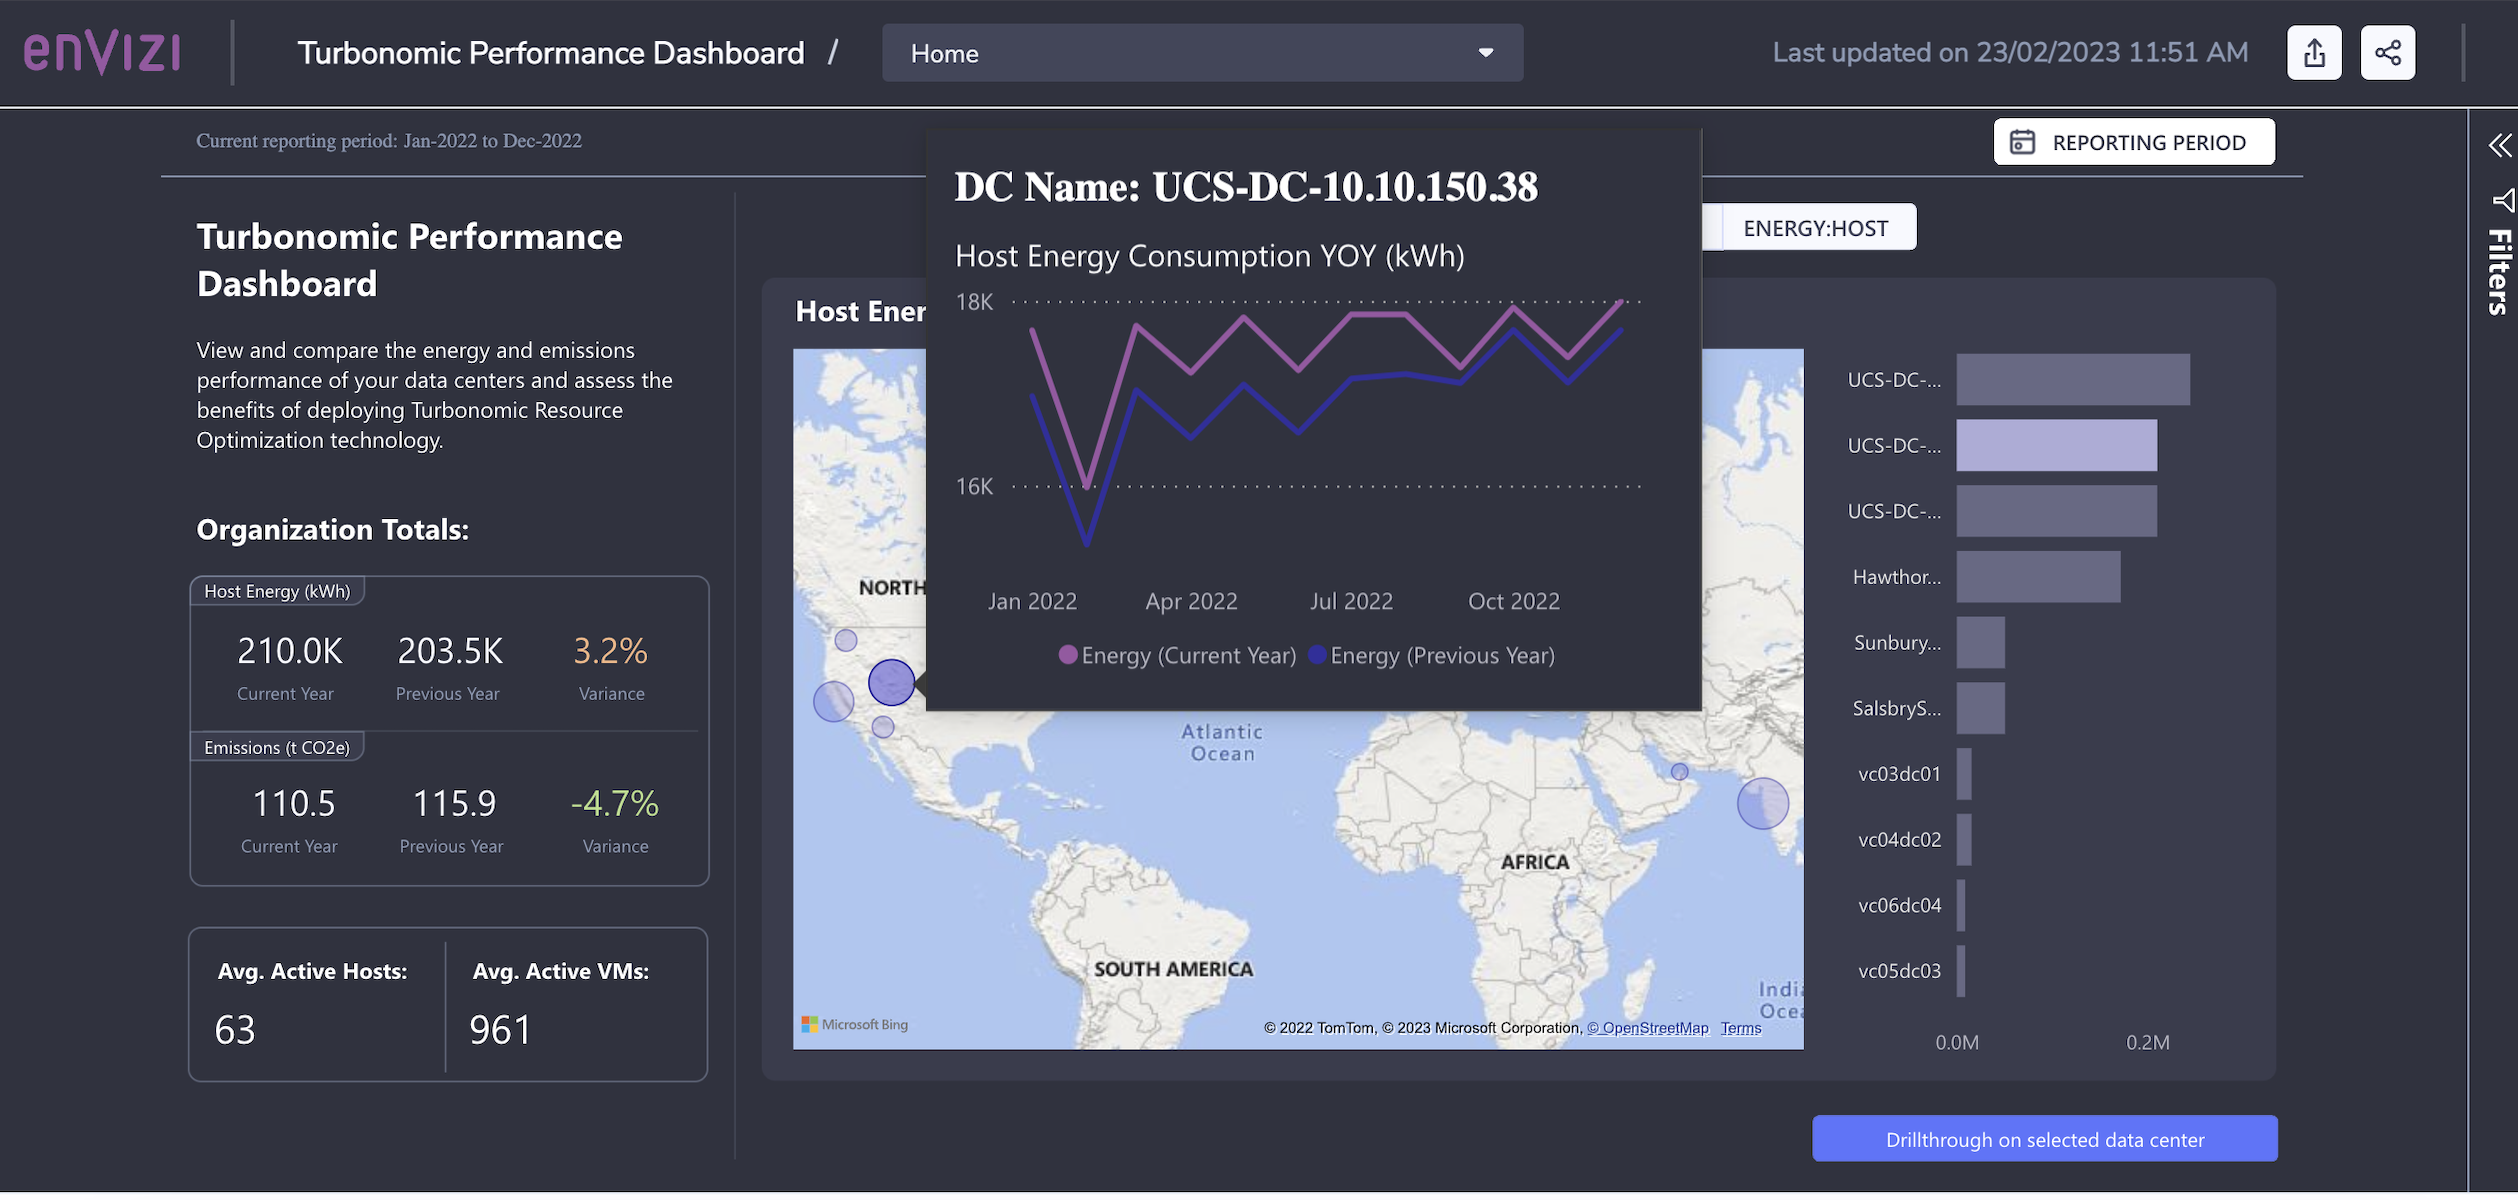 enVIZI
Turbonomic Performance Dashboard /
Home
Last updated on 23/02/2023 11:51 AM
Current reporting period: Jan-2022 to Dec-2022
REPORTING PERIOD
Filters
Turbonomic Performance
Dashboard
View and compare the energy and emissions
performance of your data centers and assess the
benefits of deploying Turbonomic Resource
Optimization technology.
Organization Totals:
Host Energy (kWh)
210.0K 203.5K 3.2%
Current Year Previous Year Variance
Emissions (t CO2e)
110.5 115.9 -4.7%
Current Year Previous Year Variance
Avg. Active Hosts: Avg. Active VMs:
63 961
ENERGY:HOST
Host Ener
DC Name: UCS-DC-10.10.150.38
Host Energy Consumption YOY (kWh)
18K
16K
Jan 2022 Apr 2022 Jul 2022 Oct 2022
Energy (Current Year) Energy (Previous Year)
NORTH
Atlantic
Ocean
AFRICA
SOUTH AMERICA
India
Ocea
Microsoft Bing
© 2022 TomTom, © 2023 Microsoft Corporation, © OpenStreetMap Terms
UCS-DC-...
UCS-DC-...
UCS-DC-...
Hawthor...
Sunbury...
SalsbryS...
vc03dc01
vc04dc02
vc06dc04
vc05dc03
0.0M 0.2M
Drillthrough on selected data center